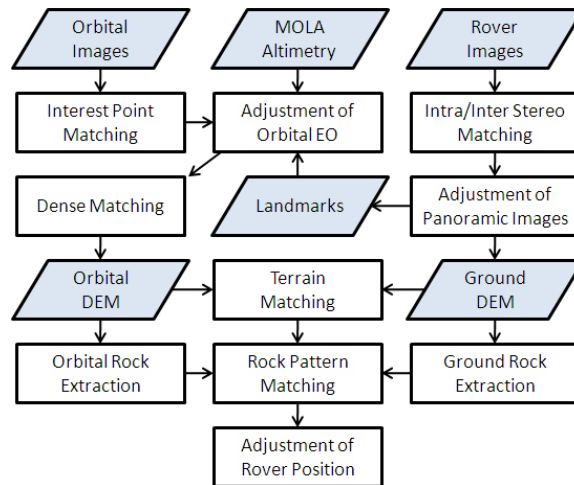 Orbital
Images
MOLA
Altimetry
Rover
Images
Interest Point
Matching
Adjustment of
Orbital EO
Intra/Inter Stereo
Matching
Dense Matching
Landmarks
Adjustment of
Panoramic Images
Orbital
DEM
Terrain
Matching
Ground
DEM
Orbital Rock
Extraction
Rock Pattern
Matching
Ground Rock
Extraction
Adjustment of
Rover Position